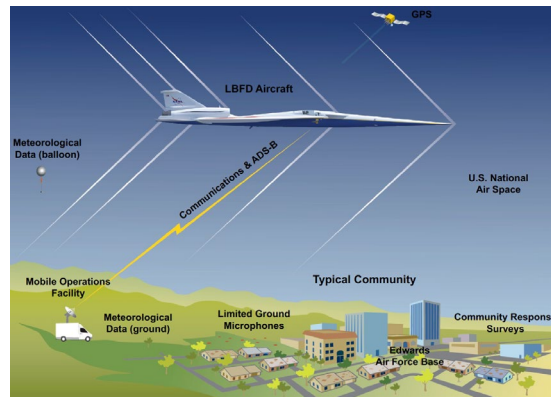 GPS
LBFD Aircraft
Meteorological
Data (balloon)
Communications & ADS-B
U.S. National
Air Space
Mobile Operations
Facility
Typical Community
Meteorological
Data (ground)
Limited Ground
Microphones
Community Respons
Surveys
Edwards
Air Force Base